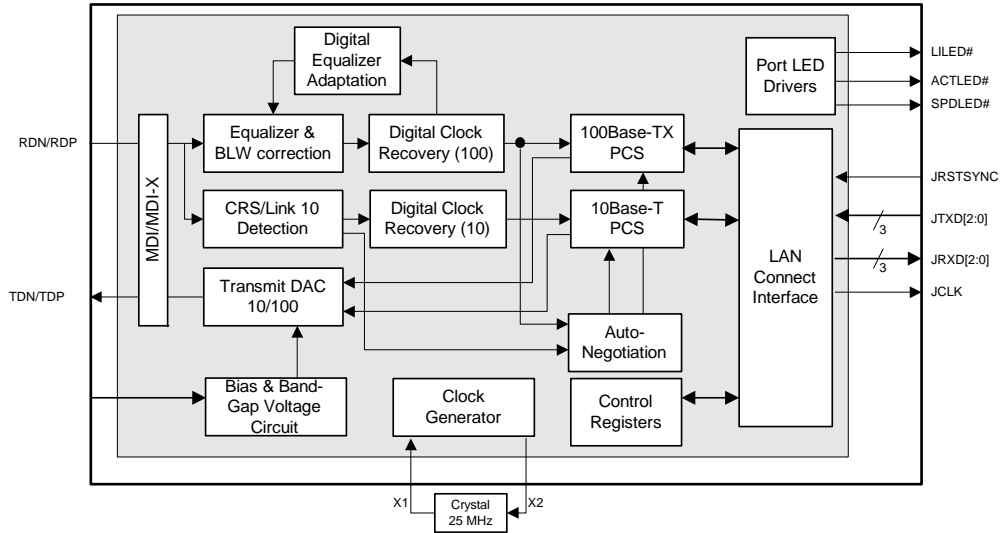 Digital
Equalizer
Adaptation
Port LED
Drivers
LILED#
ACTLED#
SPDLED#
RDN/RDP
MDI/MDI-X
Equalizer &
BLW correction
Digital Clock
Recovery (100)
100Base-TX
PCS
JRSTSYNC
CRS/Link 10
Detection
Digital Clock
Recovery (10)
10Base-T
PCS
JTXD[2:0]
3
LAN
Connect
Interface
JRXD[2:0]
3
JCLK
TDN/TDP
Transmit DAC
10/100
Auto-
Negotiation
Bias & Band-
Gap Voltage
Circuit
Clock
Generator
Control
Registers
X1
X2
Crystal
25 MHz